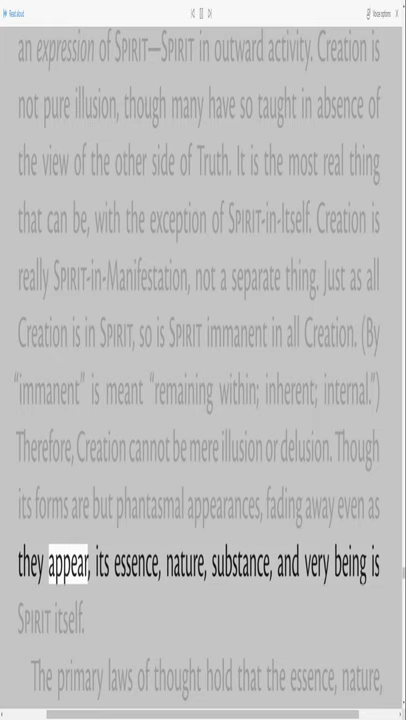 Read aloud
Voice options
an expression of SPIRIT—SPIRIT in outward activity. Creation is
not pure illusion, though many have so taught in absence of
the view of the other side of Truth. It is the most real thing
that can be, with the exception of SPIRIT-in-Itself. Creation is
really SPIRIT-in-Manifestation, not a separate thing. Just as all
Creation is in SPIRIT, so is SPIRIT immanent in all Creation. (By
“immanent” is meant “remaining within; inherent; internal.”)
Therefore, Creation cannot be mere illusion or delusion. Though
its forms are but phantasmal appearances, fading away even as
they appear, its essence, nature, substance, and very being is
SPIRIT itself.
The primary laws of thought hold that the essence, nature,